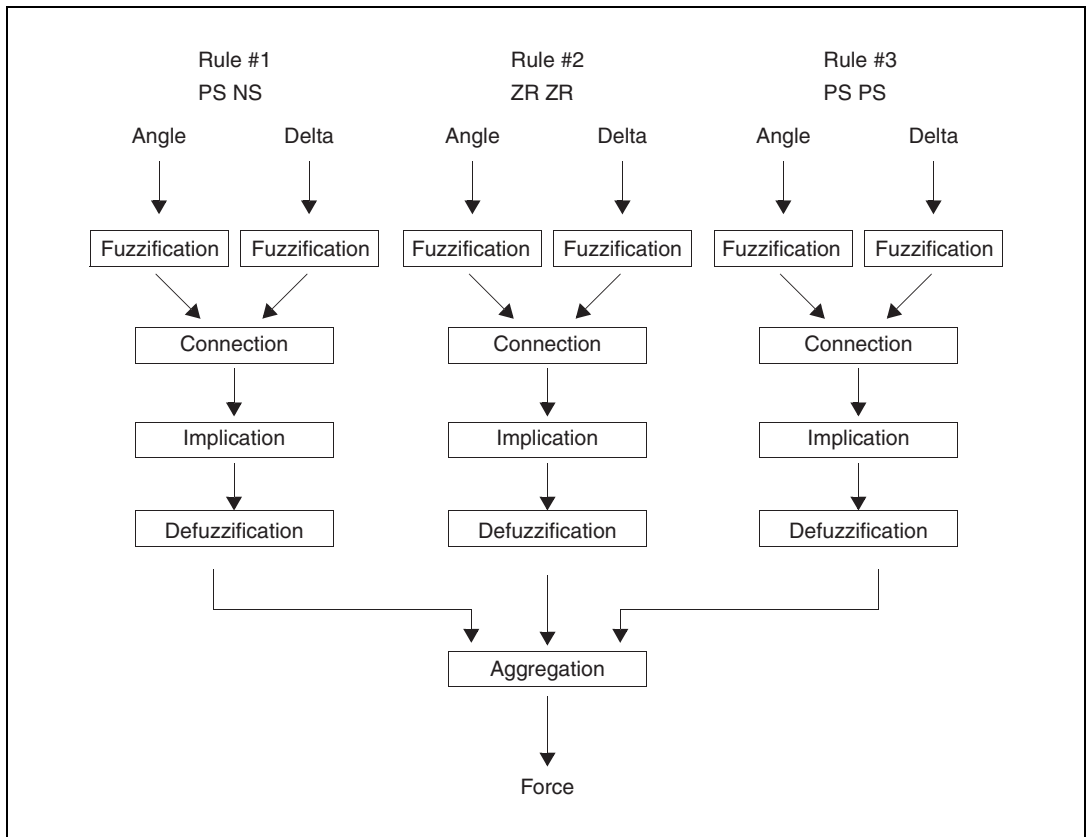 Rule #1 Rule #2 Rule #3
PS NS ZR ZR PS PS
Angle Delta Angle Delta Angle Delta
Fuzzification Fuzzification Fuzzification Fuzzification Fuzzification Fuzzification
Connection Connection Connection
Implication Implication Implication
Defuzzification Defuzzification Defuzzification
Aggregation
Force